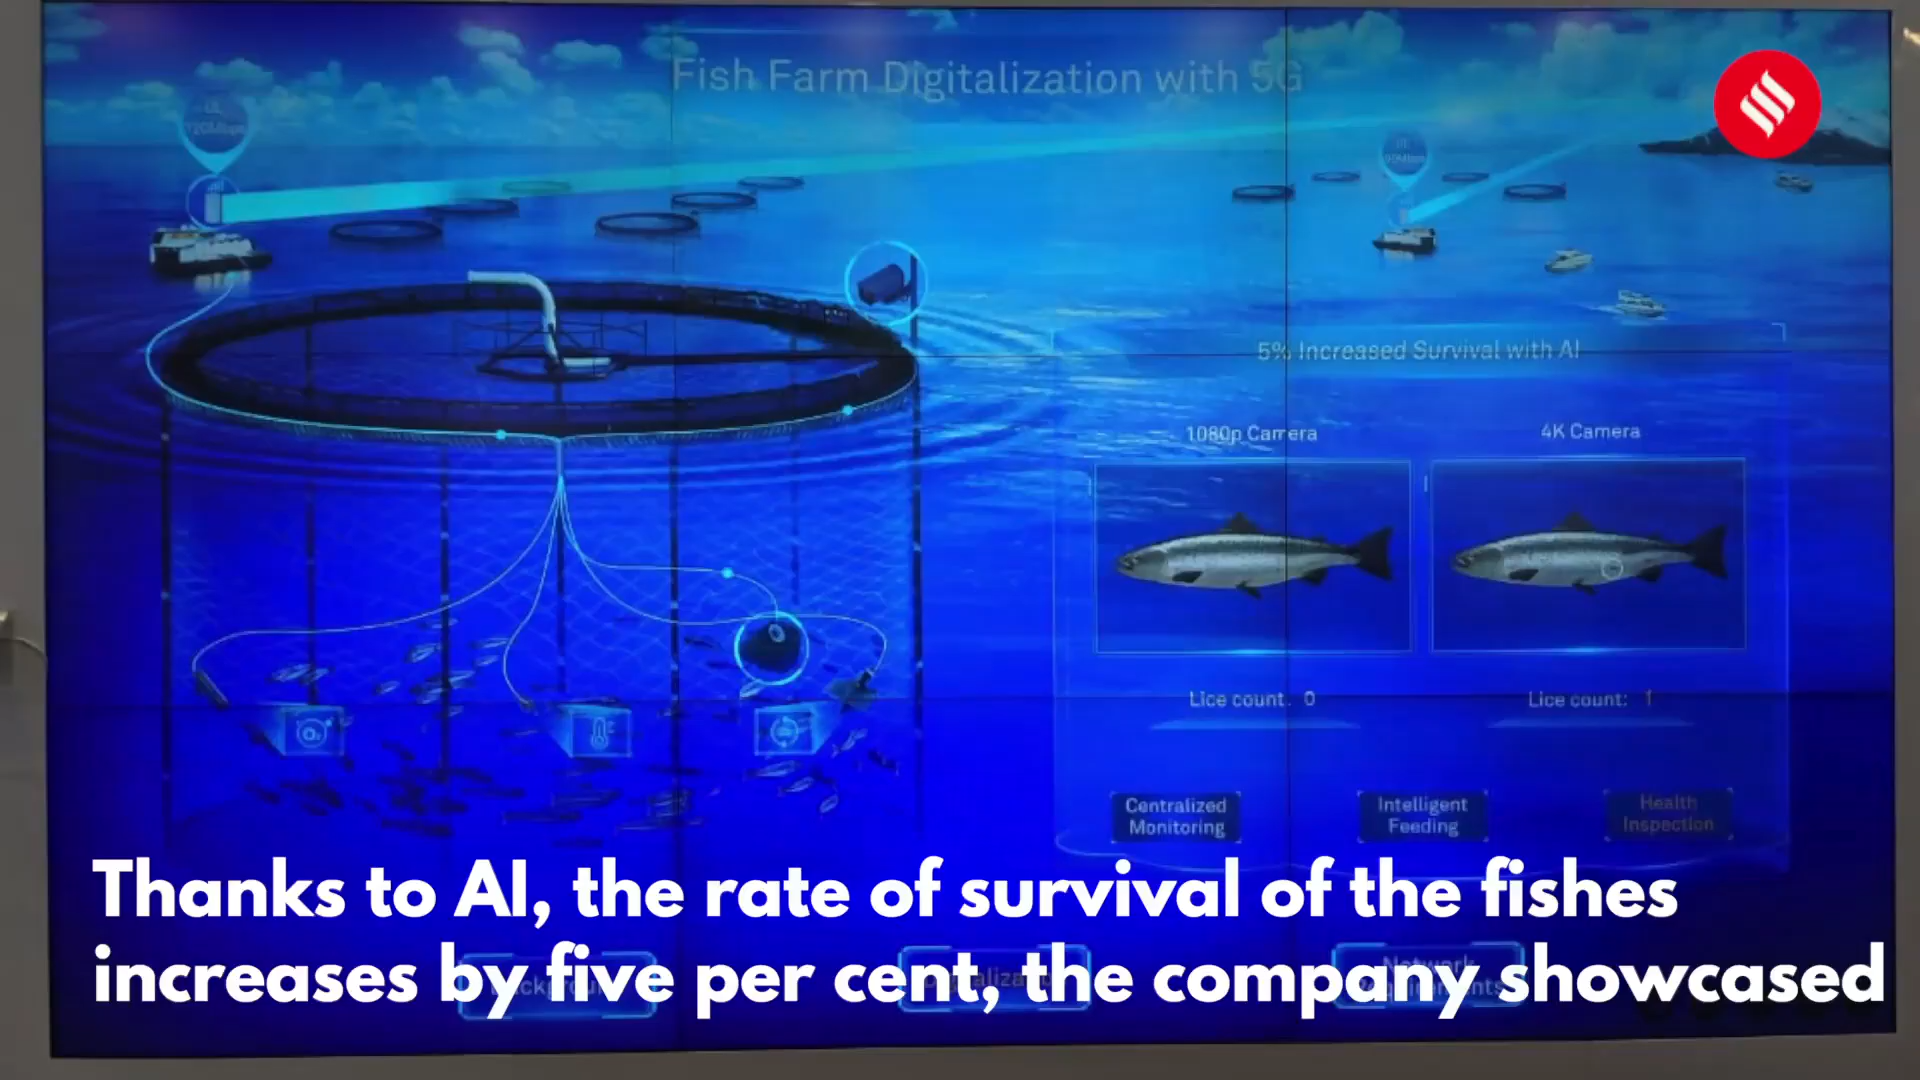 Fish Farm Digitalization with 5G
5% Increased Survival with AI
1080p Camera
4K Camera
Lice count: 0
Lice count: 1
Centralized
Monitoring
Intelligent
Feeding
Health
Inspection
O₂
Thanks to AI, the rate of survival of the fishes
increases by five per cent, the company showcased
Network